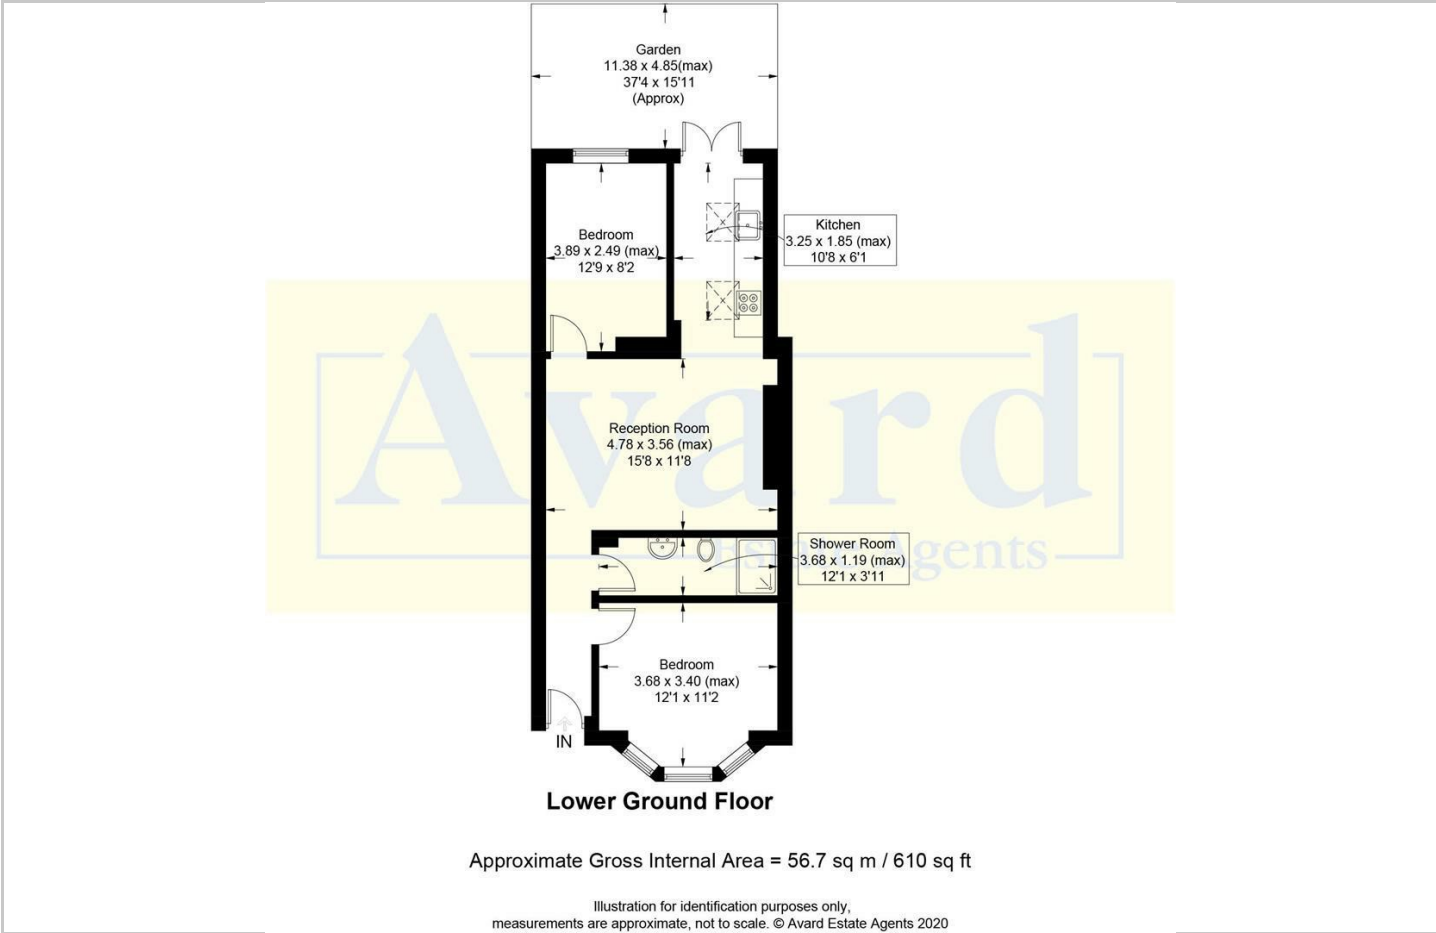 Garden
11.38 x 4.85(max)
37'4 x 15'11
(Approx)
Kitchen
3.25 x 1.85 (max)
10'8 x 6'1
Bedroom
3.89 x 2.49 (max)
12'9 x 8'2
Avard
Estate Agents
Reception Room
4.78 x 3.56 (max)
15'8 x 11'8
Shower Room
3.68 x 1.19 (max)
12'1 x 3'11
Bedroom
3.68 x 3.40 (max)
12'1 x 11'2
IN
Lower Ground Floor
Approximate Gross Internal Area = 56.7 sq m / 610 sq ft
Illustration for identification purposes only,
measurements are approximate, not to scale. © Avard Estate Agents 2020